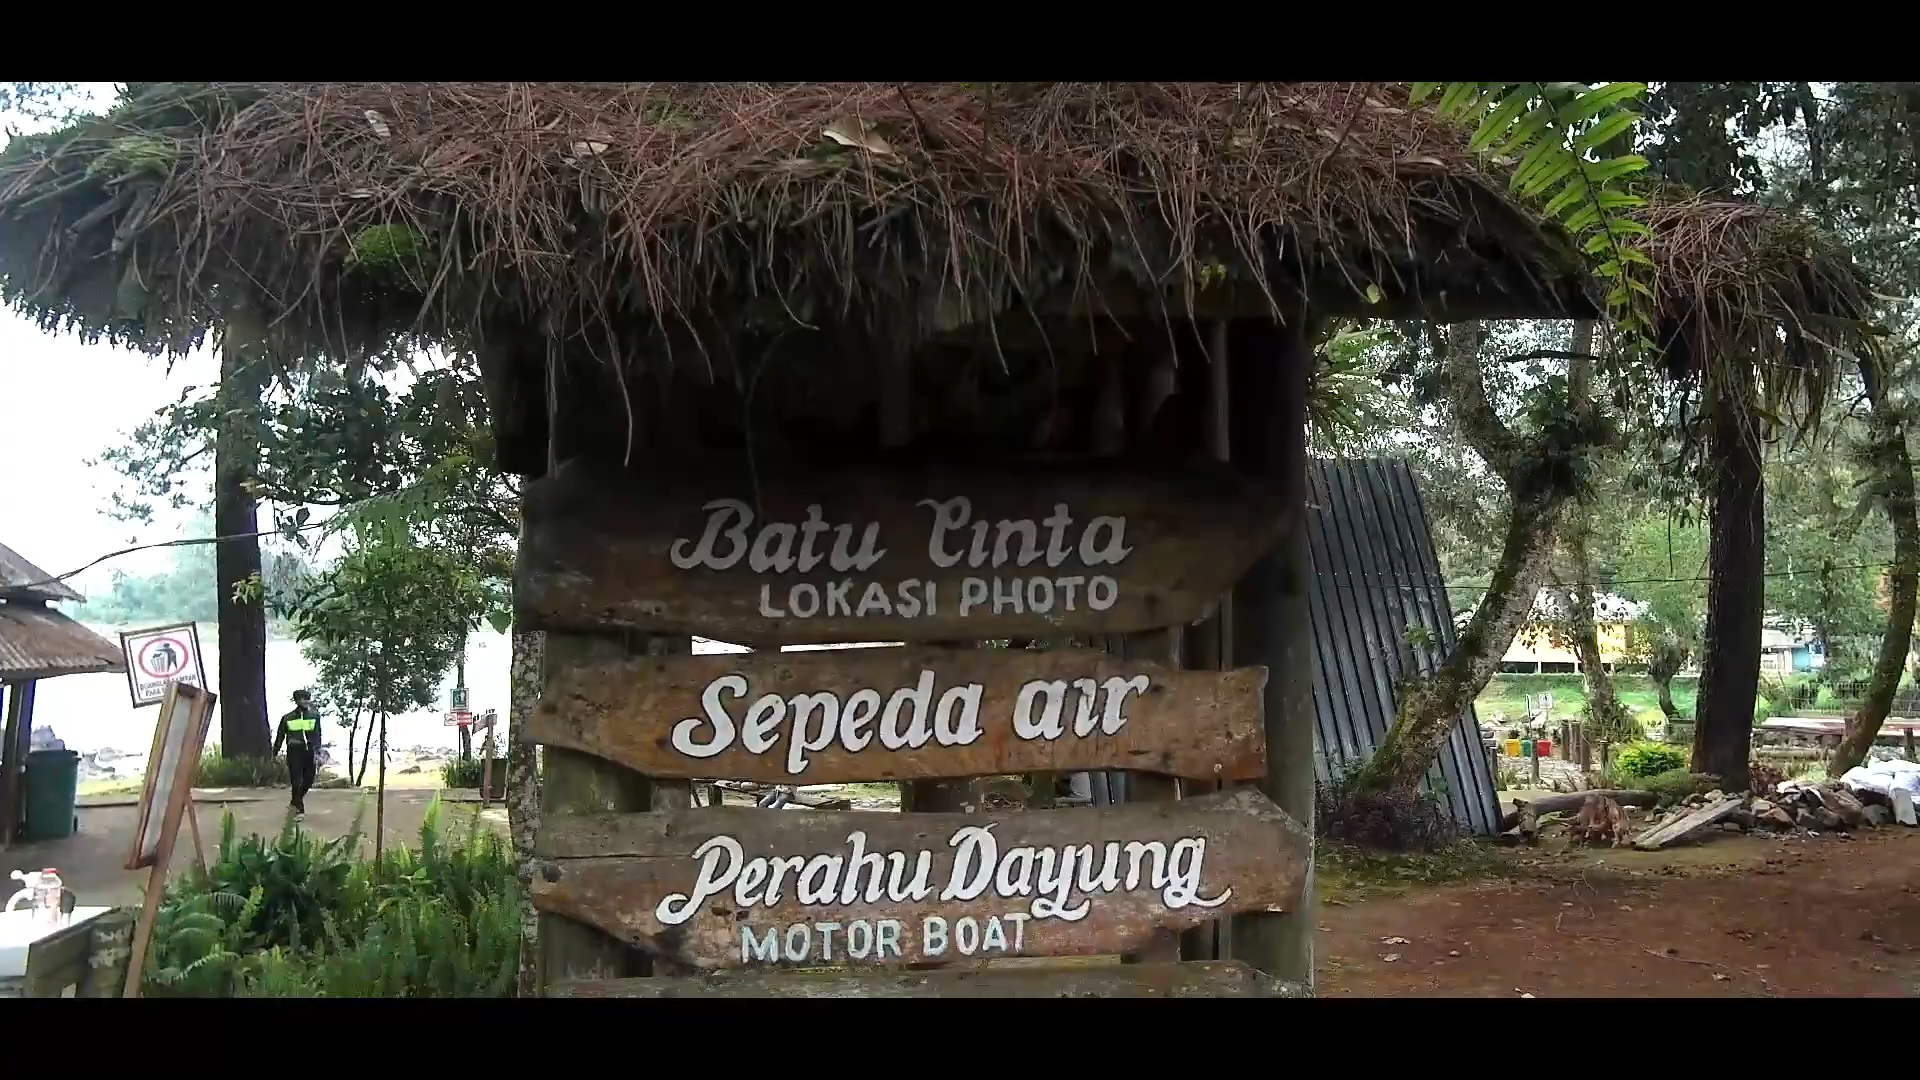 Batu Cinta
LOKASI PHOTO
Sepeda air
Perahu Dayung
MOTOR BOAT